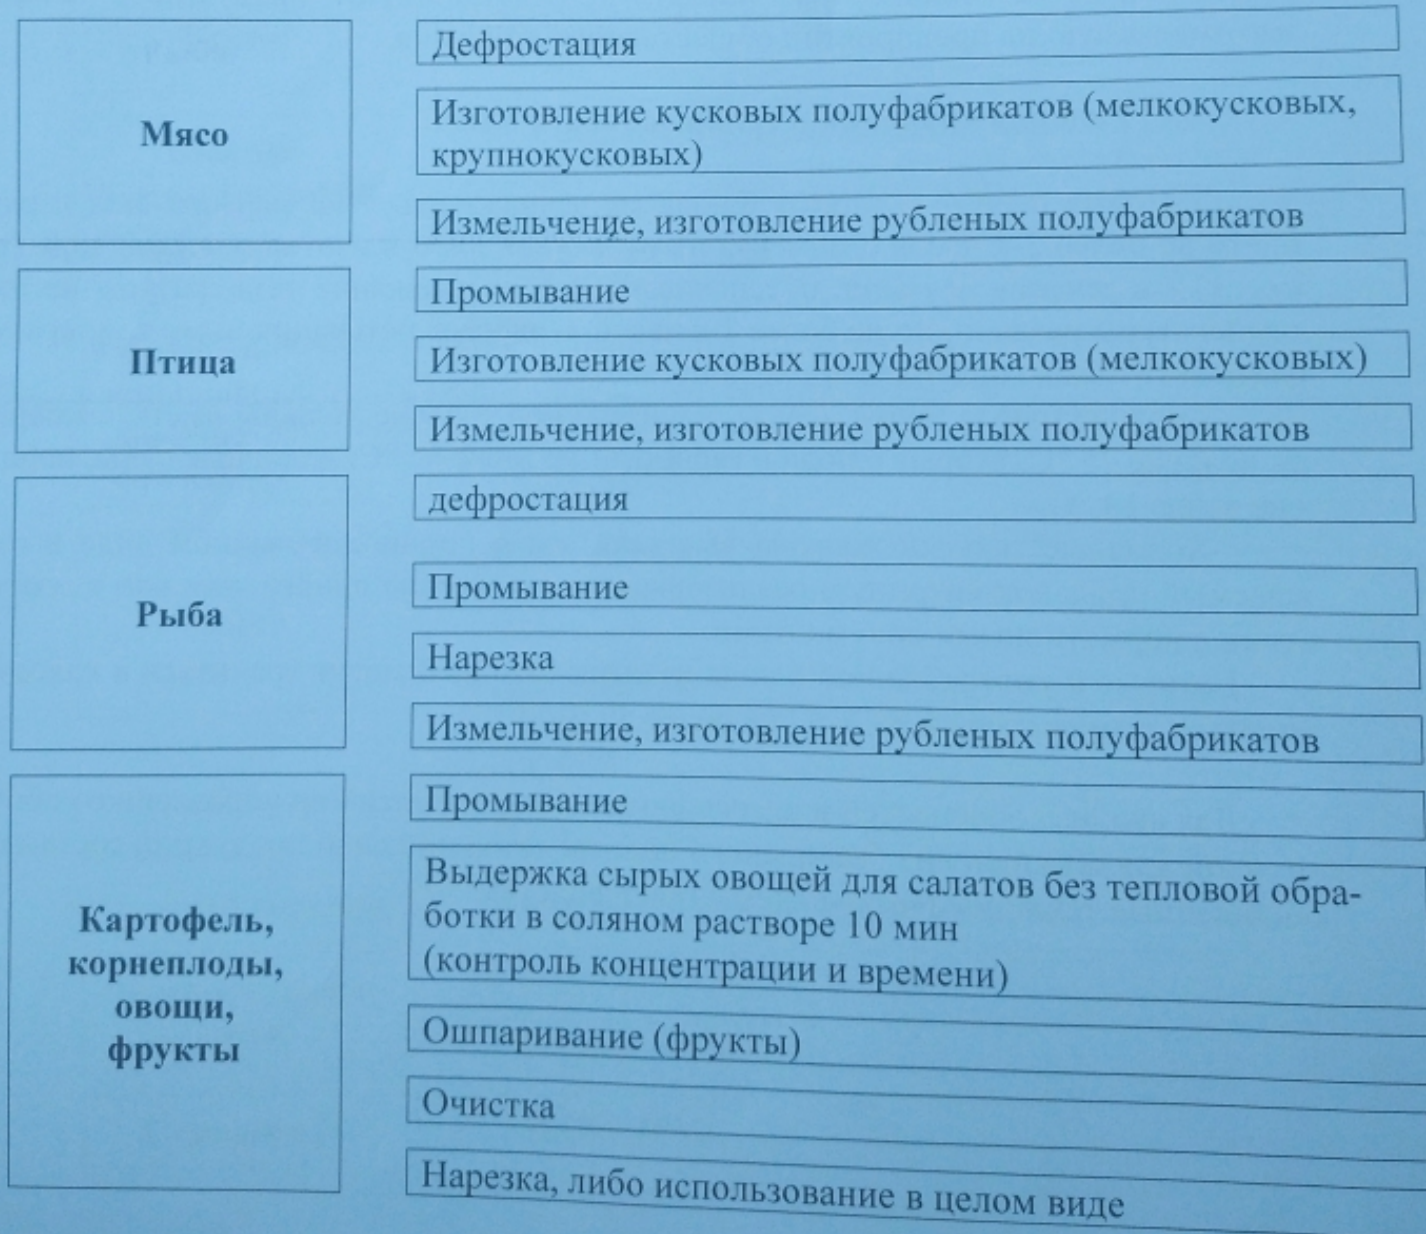 Мясо
Дефростация
Изготовление кусковых полуфабрикатов (мелкокусковых,
крупнокусковых)
Измельчение, изготовление рубленых полуфабрикатов
Птица
Промывание
Изготовление кусковых полуфабрикатов (мелкокусковых)
Измельчение, изготовление рубленых полуфабрикатов
Рыба
дефростация
Промывание
Нарезка
Измельчение, изготовление рубленых полуфабрикатов
Картофель,
корнеплоды,
овощи,
фрукты
Промывание
Выдержка сырых овощей для салатов без тепловой обра-
ботки в соляном растворе 10 мин
(контроль концентрации и времени)
Ошпаривание (фрукты)
Очистка
Нарезка, либо использование в целом виде